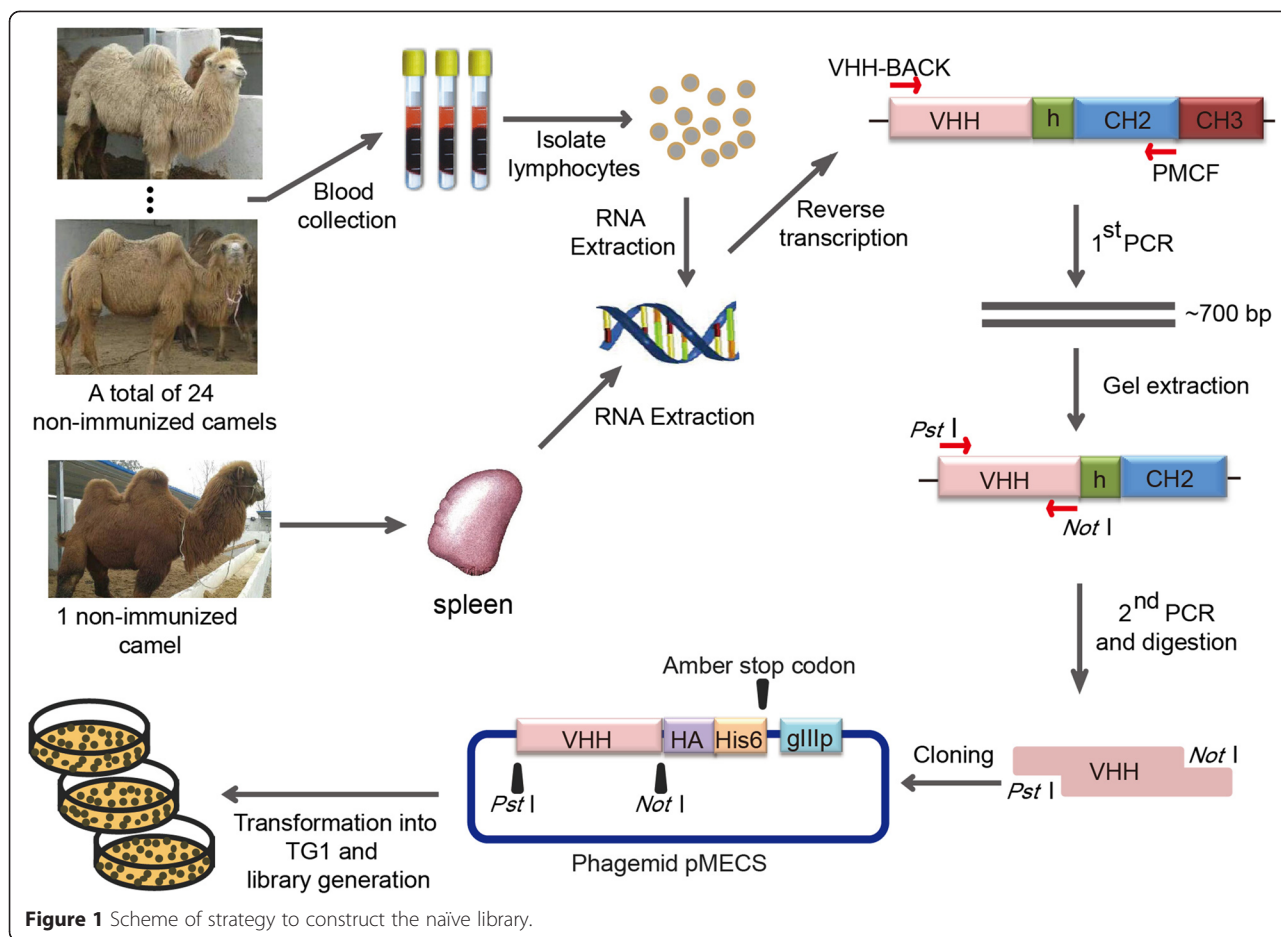 A total of 24
non-immunized camels
Blood
collection
Isolate
lymphocytes
RNA
Extraction
1 non-immunized
camel
spleen
RNA Extraction
Reverse
transcription
VHH-BACK
VHH h CH2 CH3
PMCF
1st PCR
~700 bp
Gel extraction
Pst I
VHH h CH2
Not I
2nd PCR
and digestion
VHH
Not I
Pst I
Cloning
Amber stop codon
VHH HA His6 gIIIp
Pst I
Not I
Phagemid pMECS
Transformation into
TG1 and
library generation
Figure 1 Scheme of strategy to construct the naïve library.